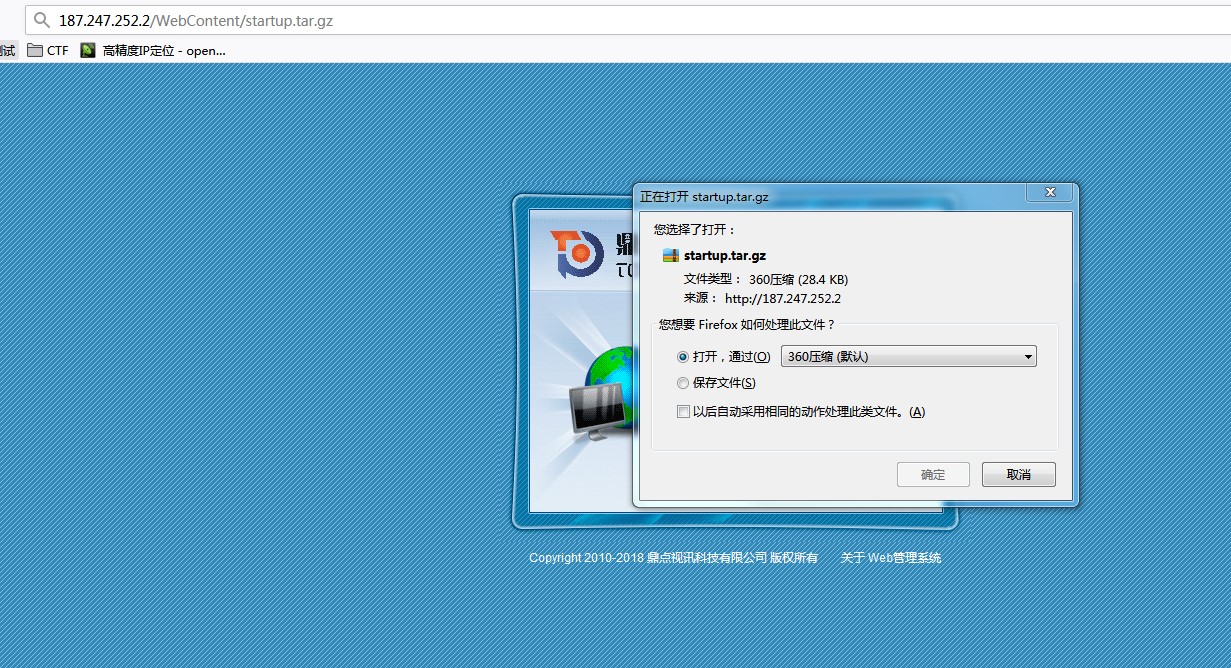 187.247.252.2/WebContent/startup.tar.gz
试 CTF 高精度IP定位 - open...
正在打开 startup.tar.gz
您选择了打开：
startup.tar.gz
文件类型： 360压缩 (28.4 KB)
来源： http://187.247.252.2
您想要 Firefox 如何处理此文件？
打开，通过(O) 360压缩 (默认)
保存文件(S)
以后自动采用相同的动作处理此类文件。(A)
确定 取消
Copyright 2010-2018 鼎点视讯科技有限公司 版权所有 关于 Web管理系统